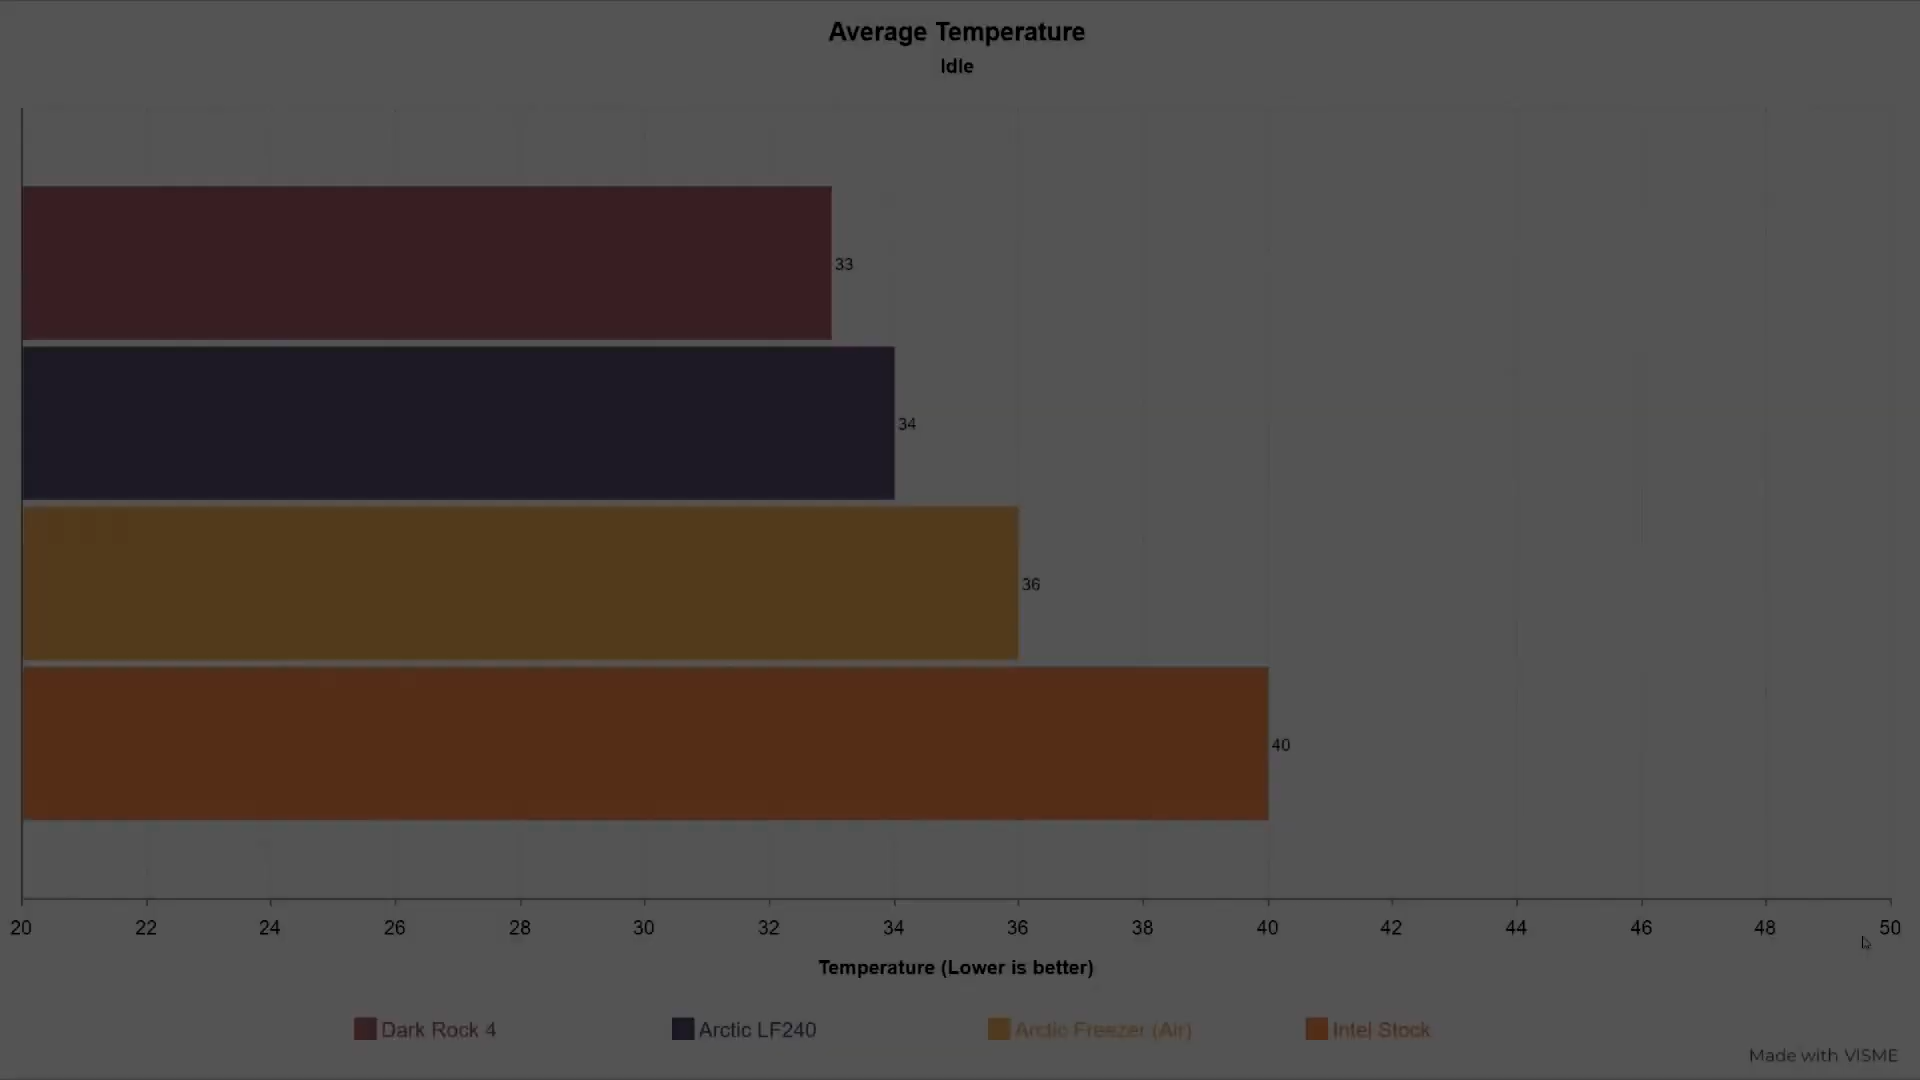 Average Temperature
Idle
33
34
36
40
20 22 24 26 28 30 32 34 36 38 40 42 44 46 48 50
Temperature (Lower is better)
Dark Rock 4 Arctic LF240 Arctic Freezer (Air) Intel Stock
Made with VISME